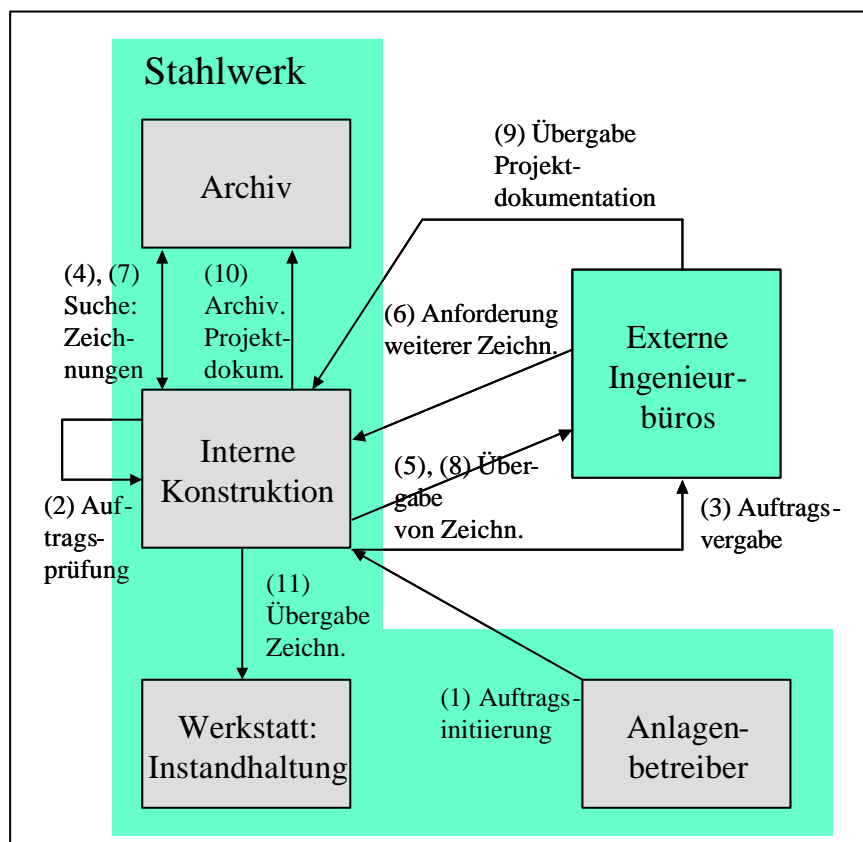 Stahlwerk
Archiv
(9) Übergabe
Projekt-
dokumentation
(4), (7)
Suche:
Zeich-
nungen
(10)
Archiv.
Projekt-
dokum.
(6) Anforderung
weiterer Zeichn.
Externe
Ingenieur-
büros
Interne
Konstruktion
(5), (8) Über-
gabe
von Zeichn.
(2) Auf-
trags-
prüfung
(3) Auftrags-
vergabe
(11)
Übergabe
Zeichn.
(1) Auftrags-
initiierung
Werkstatt:
Instandhaltung
Anlagen-
betreiber